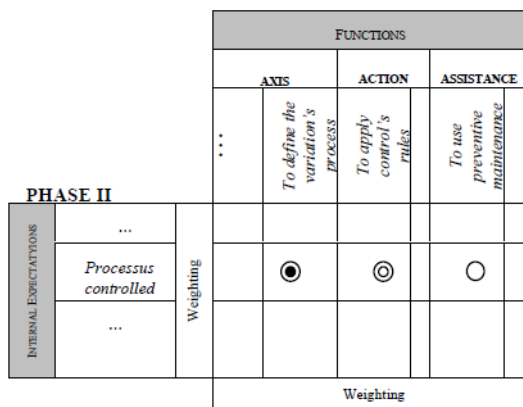 FUNCTIONS
AXIS
ACTION
ASSISTANCE
...
To define the
variation's
process
To apply
control's
rules
To use
preventive
maintenance
PHASE II
INTERNAL EXPECTATYIONS
...
Processus
controlled
...
Weighting
Weighting